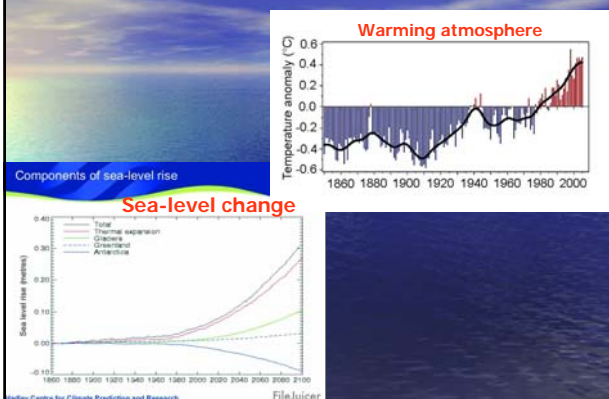 Warming atmosphere
Temperature anomaly (°C)
0.6
0.4
0.2
0.0
-0.2
-0.4
-0.6
1860 1880 1900 1920 1940 1960 1980 2000
Components of sea-level rise
Sea-level change
Sea level rise (metres)
0.40
0.30
0.20
0.10
0.00
-0.10
Total
Thermal expansion
Glaciers
Greenland
Antarctica
1860 1880 1900 1920 1940 1960 1980 2000 2020 2040 2060 2080 2100
Hadley Centre for Climate Prediction and Research
FileJuicer